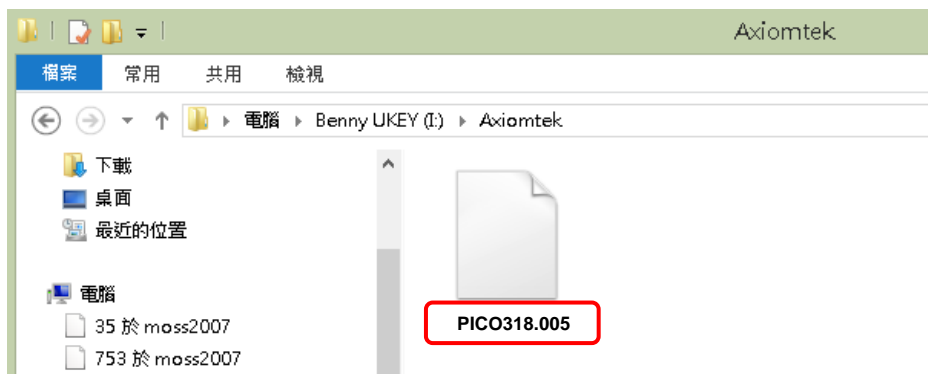 Axiomtek
檔案 常用 共用 檢視
電腦 Benny UKEY (I:) Axiomtek
下載
桌面
最近的位置
電腦
35 於 moss2007
753 於 moss2007
PICO318.005